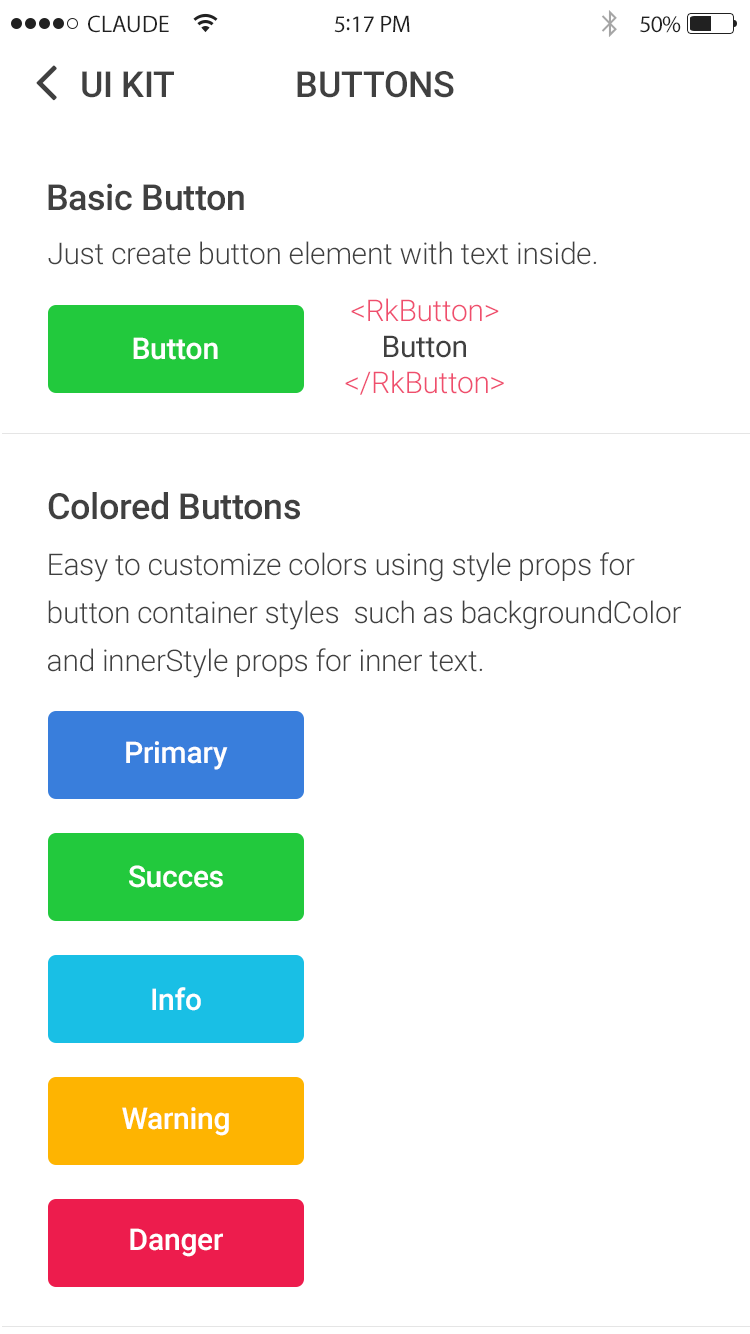 CLAUDE 5:17 PM 50%
UI KIT BUTTONS
Basic Button
Just create button element with text inside.
Button
<RkButton>
Button
</RkButton>
Colored Buttons
Easy to customize colors using style props for
button container styles  such as backgroundColor
and innerStyle props for inner text.
Primary
Succes
Info
Warning
Danger